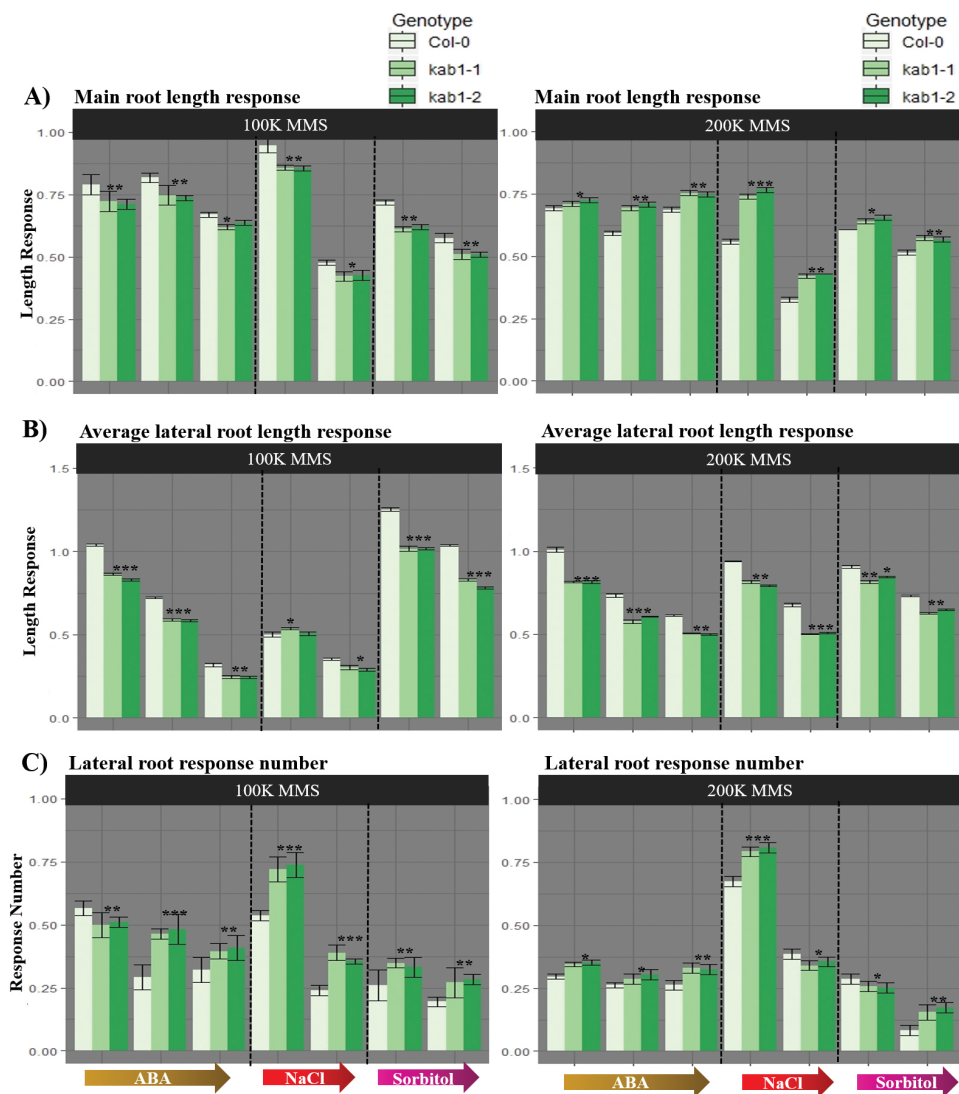 Genotype
Col-0
kab1-1
kab1-2
Genotype
Col-0
kab1-1
kab1-2
A)
Main root length response
100K MMS
Length Response
1.00
0.75
0.50
0.25
0.00
** ** * ** * ** **
Main root length response
200K MMS
1.00
0.75
0.50
0.25
0.00
* ** ** *** ** * **
B)
Average lateral root length response
100K MMS
Length Response
1.5
1.0
0.5
0.0
*** *** ** * * *** ***
Average lateral root length response
200K MMS
1.5
1.0
0.5
0.0
*** *** ** ** *** ** * **
C)
Lateral root response number
100K MMS
Response Number
1.00
0.75
0.50
0.25
0.00
** *** ** *** *** ** **
Lateral root response number
200K MMS
1.00
0.75
0.50
0.25
0.00
* * ** *** * * **
ABA NaCl Sorbitol
ABA NaCl Sorbitol